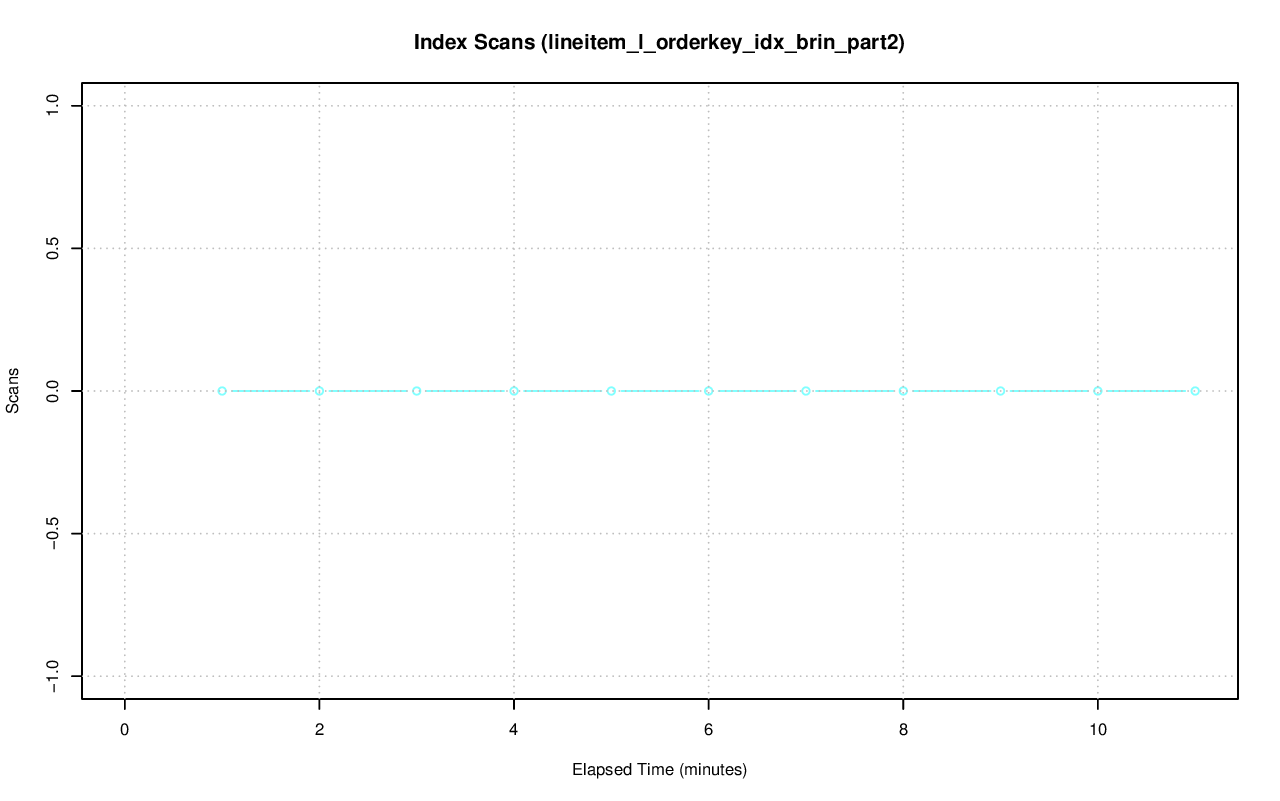 Index Scans (lineitem_l_orderkey_idx_brin_part2)
1.0
0.5
0.0
−0.5
−1.0
Scans
0 2 4 6 8 10
Elapsed Time (minutes)